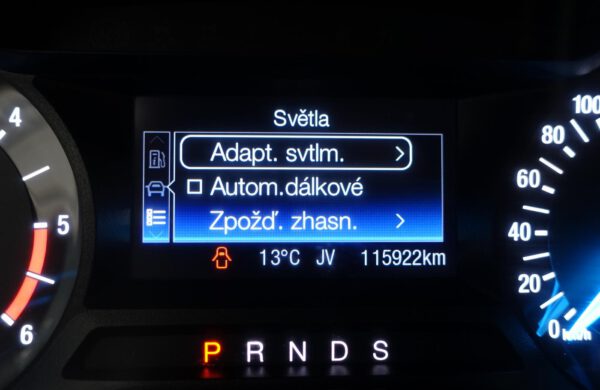 Světla
Adapt. svtlm.
Autom.dálkové
Zpožď. zhasn.
13°C JV 115922km
4
5
6
100
80
60
40
20
0
km/h
P R N D S